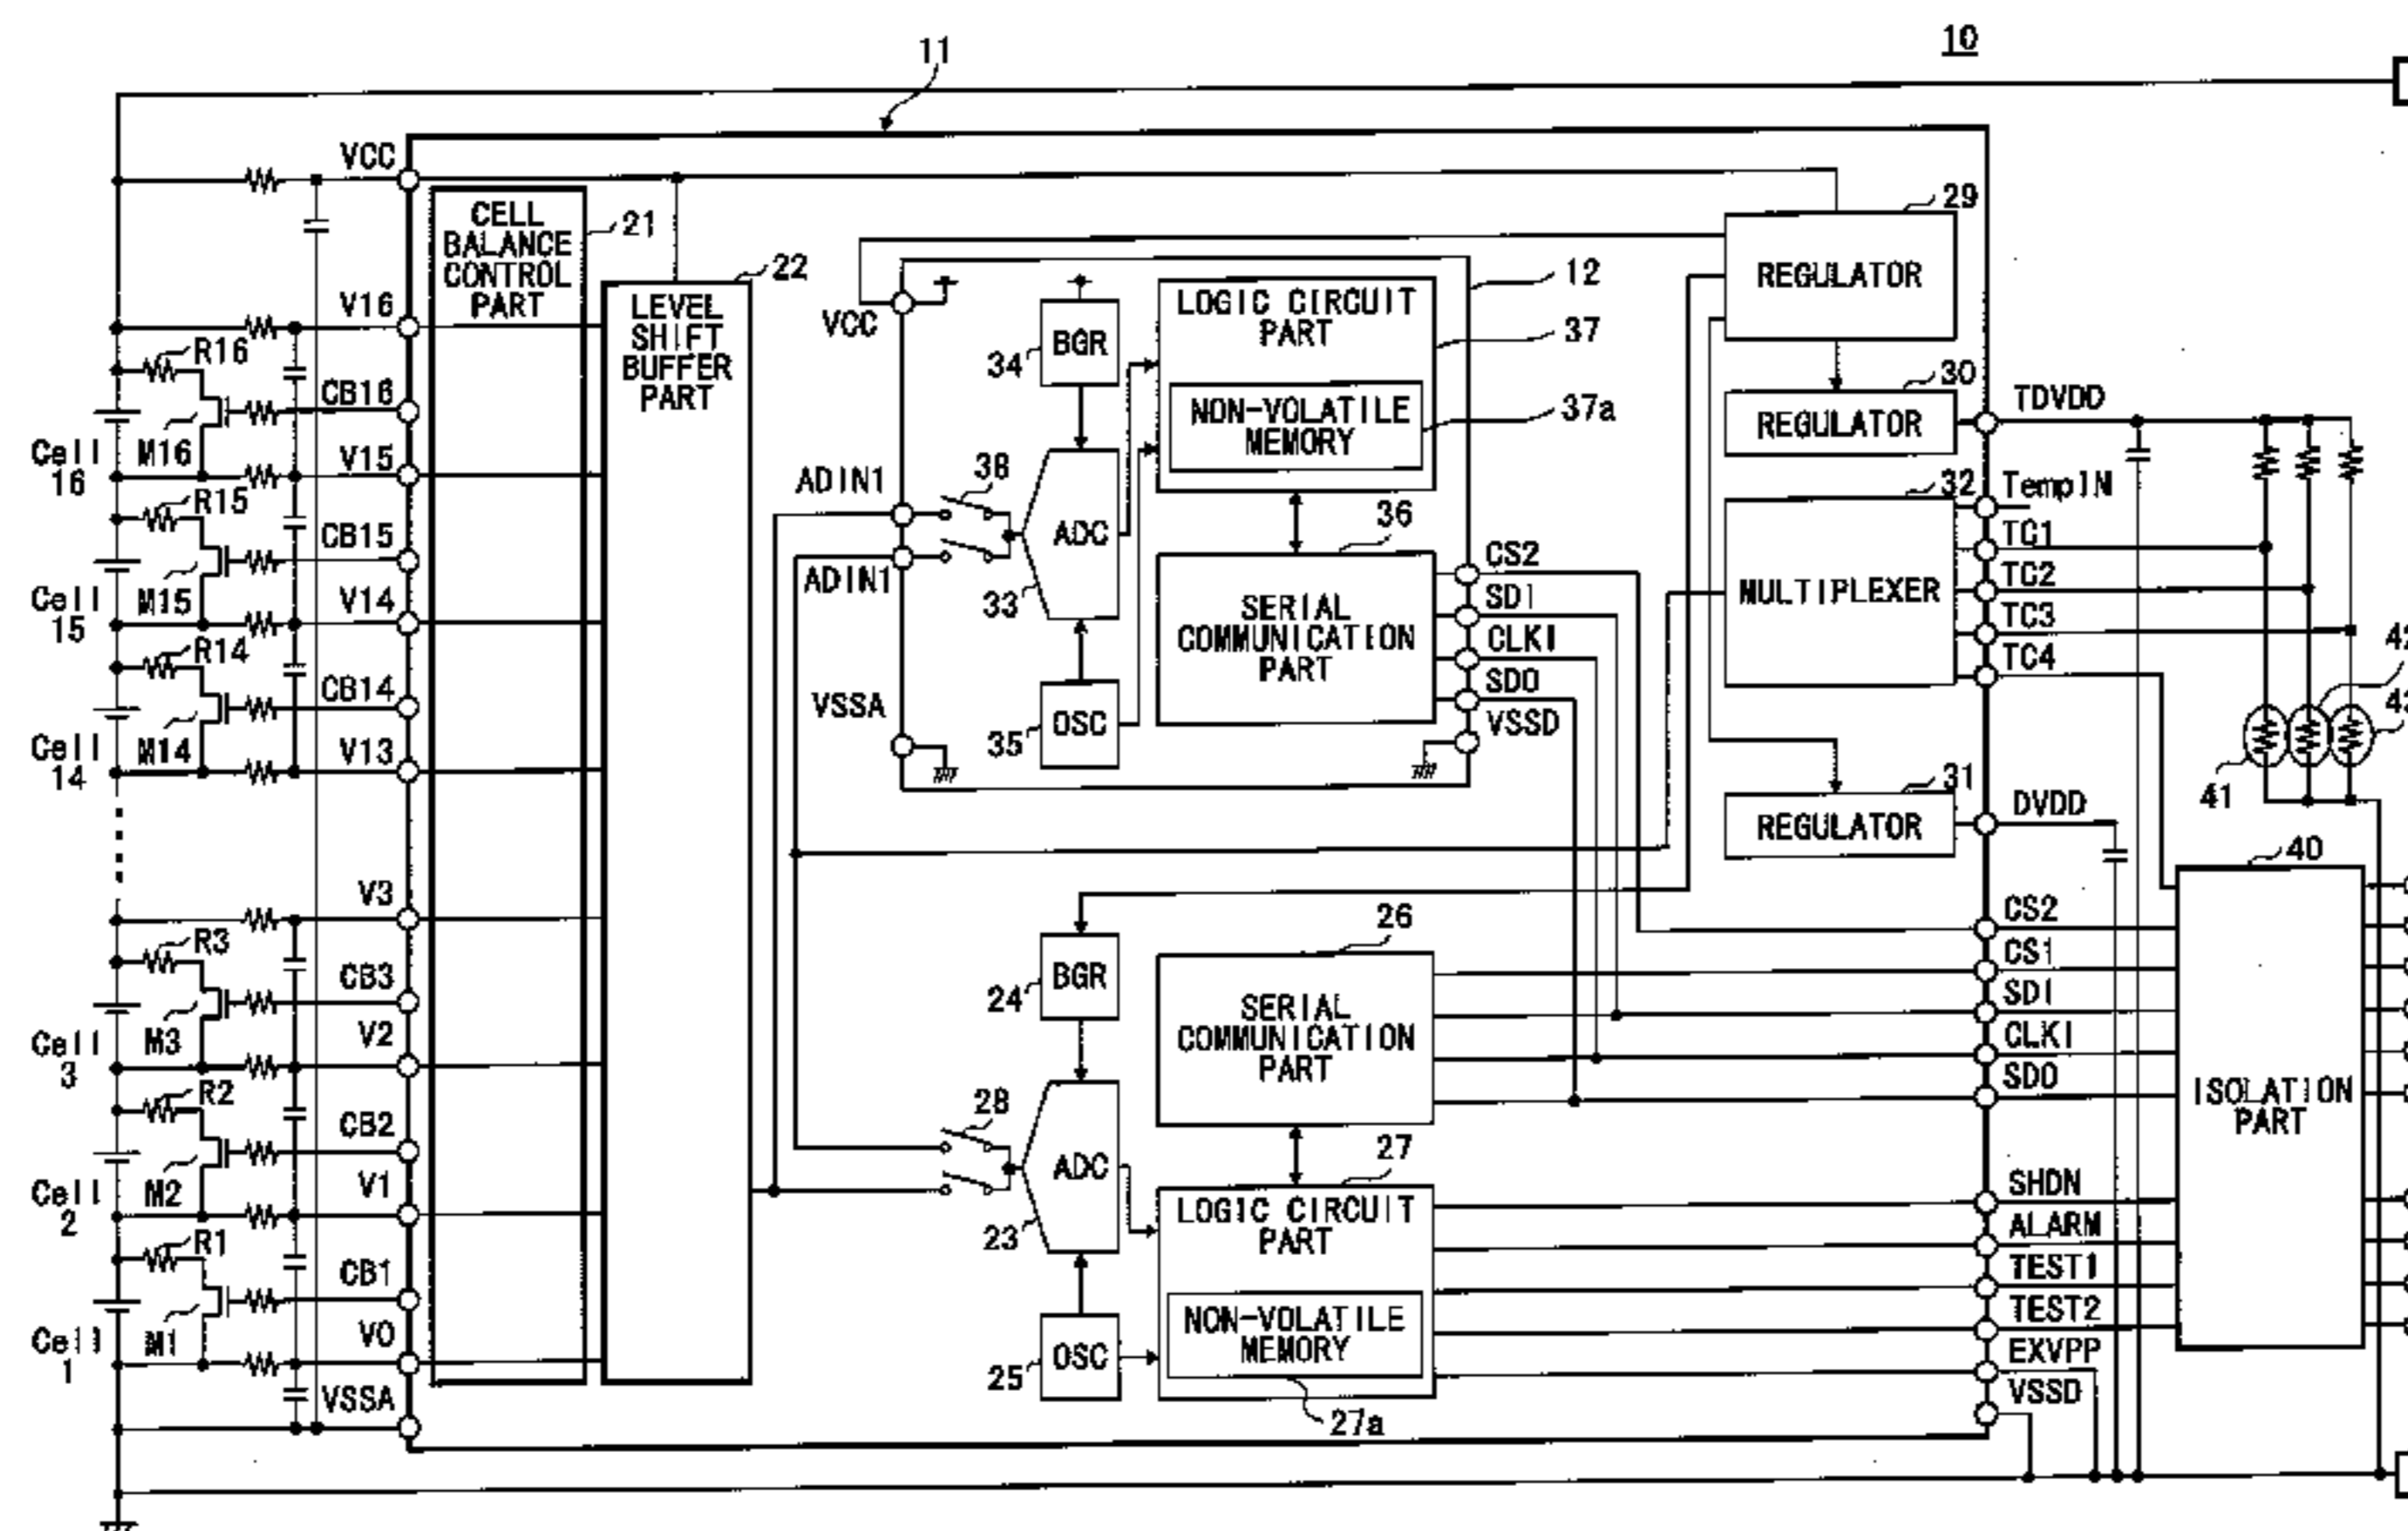 10
11
VCC
CELL
BALANCE
CONTROL
PART
21
22
LEVEL
SHIFT
BUFFER
PART
V16
R16
CB16
M16
Cell
16
V15
R15
CB15
M15
Cell
15
V14
R14
CB14
M14
Cell
14
V13
V3
R3
CB3
M3
Cell
3
V2
R2
CB2
M2
Cell
2
V1
R1
CB1
M1
Cell
1
V0
VSSA
12
VCC
BGR
34
LOGIC CIRCUIT
PART
37
NON-VOLATILE
MEMORY
37a
ADIN1
38
ADC
33
ADIN1
36
SERIAL
COMMUNICATION
PART
VSSA
OSC
35
CS2
SDI
CLKI
SDO
VSSD
29
REGULATOR
30
REGULATOR
TDVDD
32
MULTIPLEXER
TempIN
TC1
TC2
TC3
TC4
31
REGULATOR
DVDD
41
40
ISOLATION
PART
BGR
24
26
SERIAL
COMMUNICATION
PART
28
ADC
23
27
LOGIC CIRCUIT
PART
NON-VOLATILE
MEMORY
27a
OSC
25
CS2
CS1
SDI
CLKI
SDO
SHDN
ALARM
TEST1
TEST2
EXVPP
VSSD